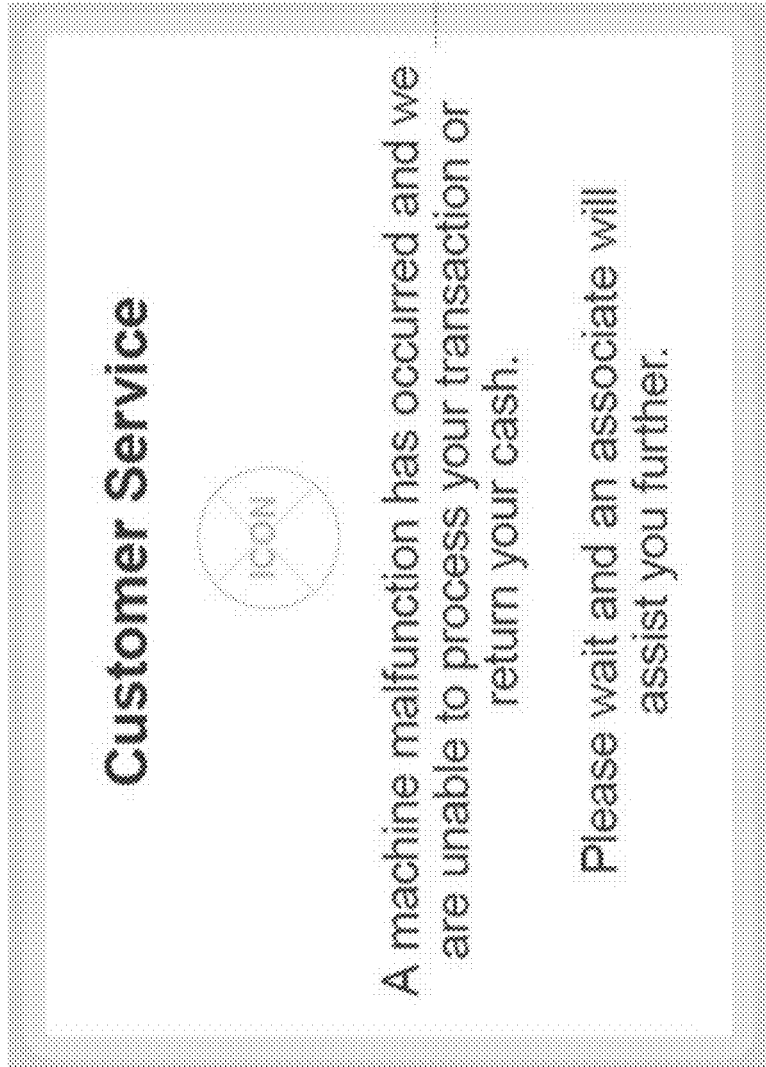 Customer Service
ICON
A machine malfunction has occurred and we
are unable to process your transaction or
return your cash.
Please wait and an associate will
assist you further.